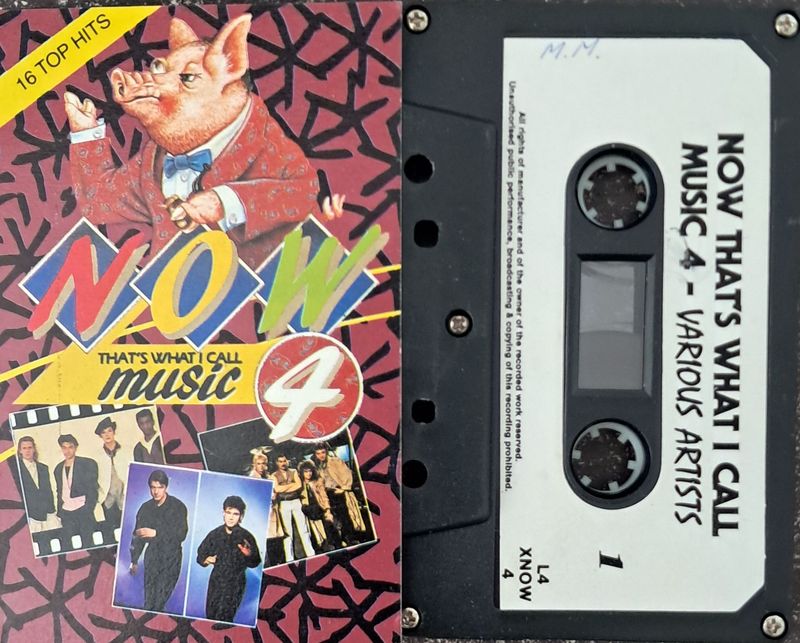 16 TOP HITS
NOW
THAT'S WHAT I CALL
music 4
M.M.
NOW THAT'S WHAT I CALL
MUSIC 4 - VARIOUS ARTISTS
All rights of manufacturer and of the owner of the recorded work reserved.
Unauthorised public performance, broadcasting & copying of this recording prohibited.
1
L4
XNOW
4